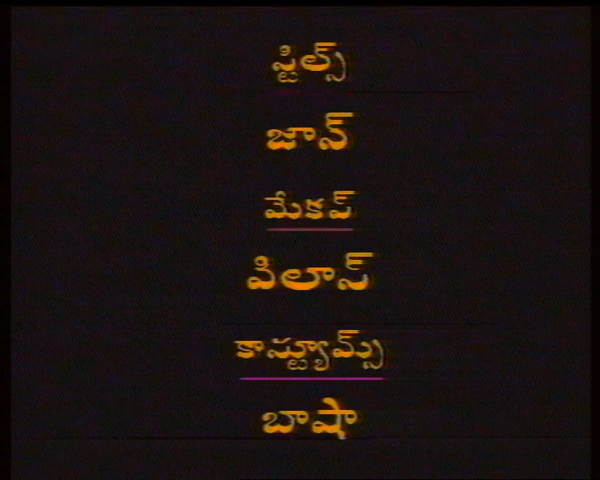 స్టిల్స్
జాన్
మేకప్
విలాస్
కాస్ట్యూమ్స్
బాషా